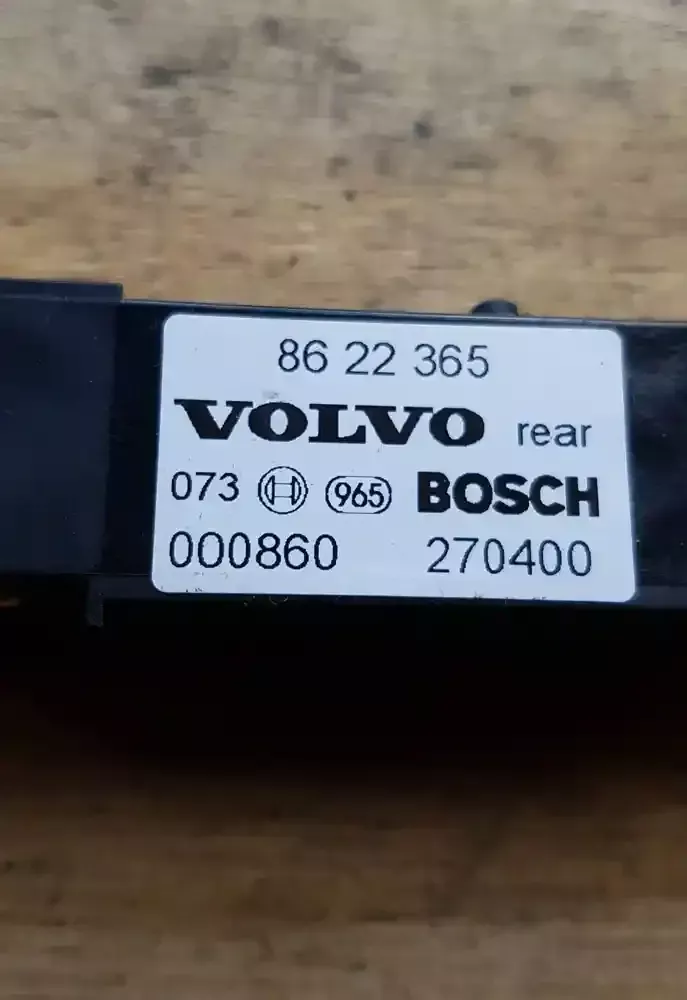 86 22 365
VOLVO rear
073 965 BOSCH
000860 270400